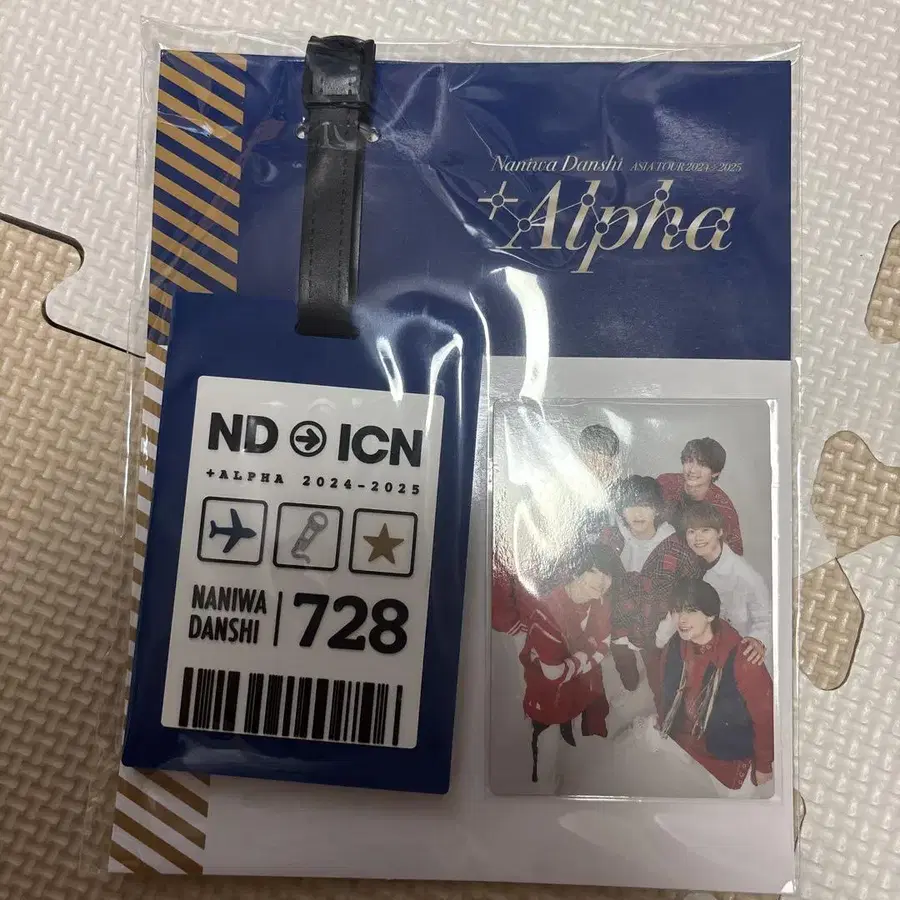 Naniwa Danshi ASIA TOUR 2024>2025
+Alpha
ND ICN
+ALPHA 2024-2025
NANIWA
DANSHI
728